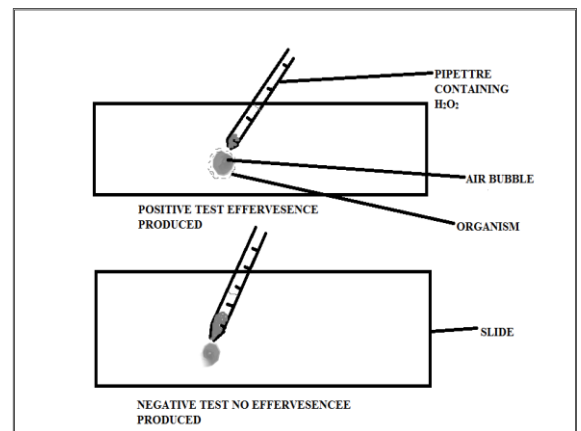 PIPETTRE
CONTAINING
H₂O₂
AIR BUBBLE
POSITIVE TEST EFFERVESENCE
PRODUCED
ORGANISM
SLIDE
NEGATIVE TEST NO EFFERVESENCEE
PRODUCED